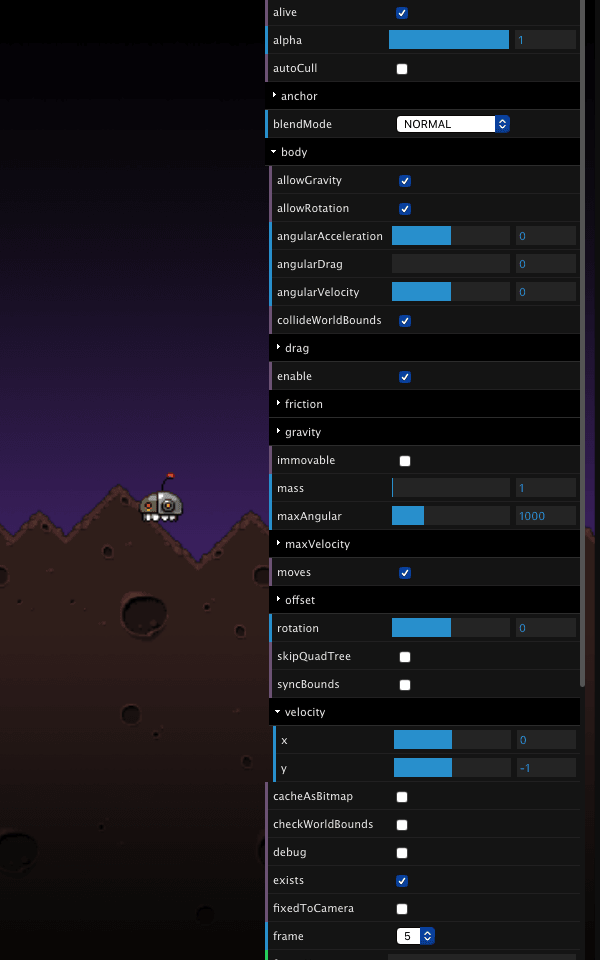 alive
alpha 1
autoCull
anchor
blendMode NORMAL
body
allowGravity
allowRotation
angularAcceleration 0
angularDrag 0
angularVelocity 0
collideWorldBounds
drag
enable
friction
gravity
immovable
mass 1
maxAngular 1000
maxVelocity
moves
offset
rotation 0
skipQuadTree
syncBounds
velocity
x 0
y -1
cacheAsBitmap
checkWorldBounds
debug
exists
fixedToCamera
frame 5